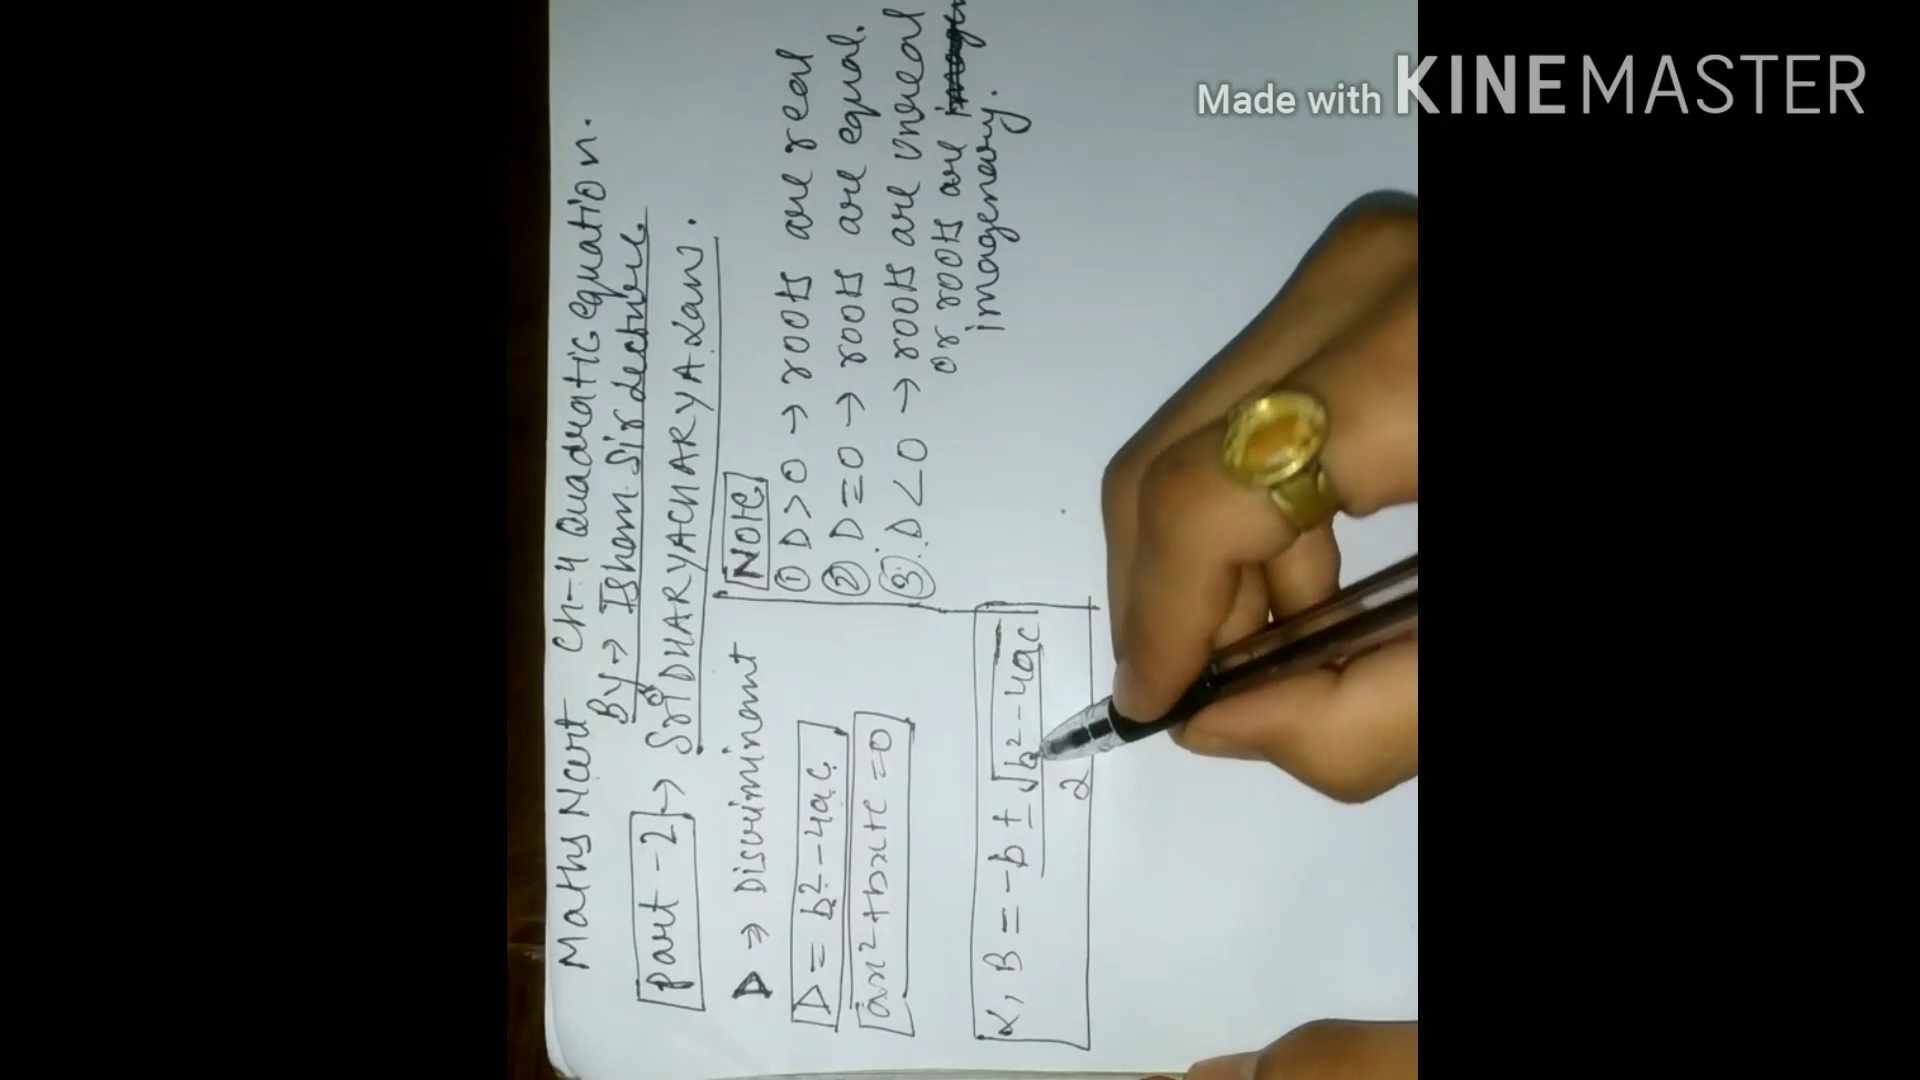 Maths Ncert Ch-4 Quadratic equation.
By → Isham Sir Lecture
Part-2 → SriDHARYACHARYA Law.
D ⇒ Discriminant
D = b²-4ac
ax²+bx+c=0
α, β = -b ± √b²-4ac
2
Note
① D>0 → roots are real
② D=0 → roots are equal.
③ D<0 → roots are unreal
or roots are
imagenary.
Made with KINEMASTER